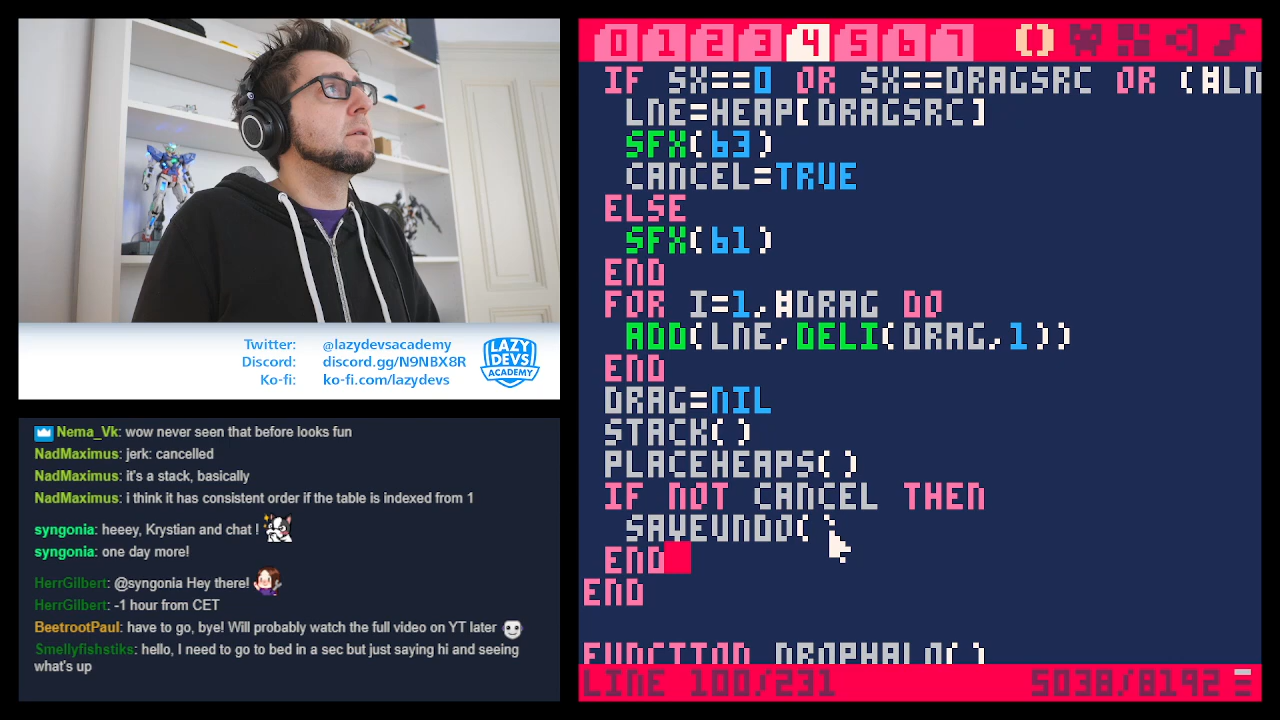 Twitter: @lazydevsacademy
Discord: discord.gg/N9NBX8R
Ko-fi: ko-fi.com/lazydevs
LAZY
DEVS
ACADEMY
Nema_Vk: wow never seen that before looks fun
NadMaximus: jerk: cancelled
NadMaximus: it's a stack, basically
NadMaximus: i think it has consistent order if the table is indexed from 1
syngonia: heeey, Krystian and chat !
syngonia: one day more!
HerrGilbert: @syngonia Hey there!
HerrGilbert: -1 hour from CET
BeetrootPaul: have to go, bye! Will probably watch the full video on YT later
Smellyfishstiks: hello, I need to go to bed in a sec but just saying hi and seeing
what's up
0 1 2 3 4 5 6 7 ()
IF SX==0 OR SX==DRAGSRC OR (#LN
LNE=HEAP[DRAGSRC]
SFX(63)
CANCEL=TRUE
ELSE
SFX(61)
END
FOR I=1,#DRAG DO
ADD(LNE,DELI(DRAG,1))
END
DRAG=NIL
STACK()
PLACEHEAPS()
IF NOT CANCEL THEN
SAVEUNDO()
END
END
FUNCTION DROPHALO()
LINE 100/231 5038/8192